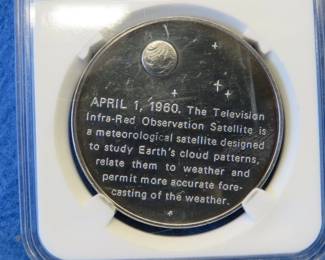 APRIL 1, 1960. The Television
Infra-Red Observation Satellite is
a meteorological satellite designed
to study Earth's cloud patterns,
relate them to weather and
permit more accurate fore-
casting of the weather.